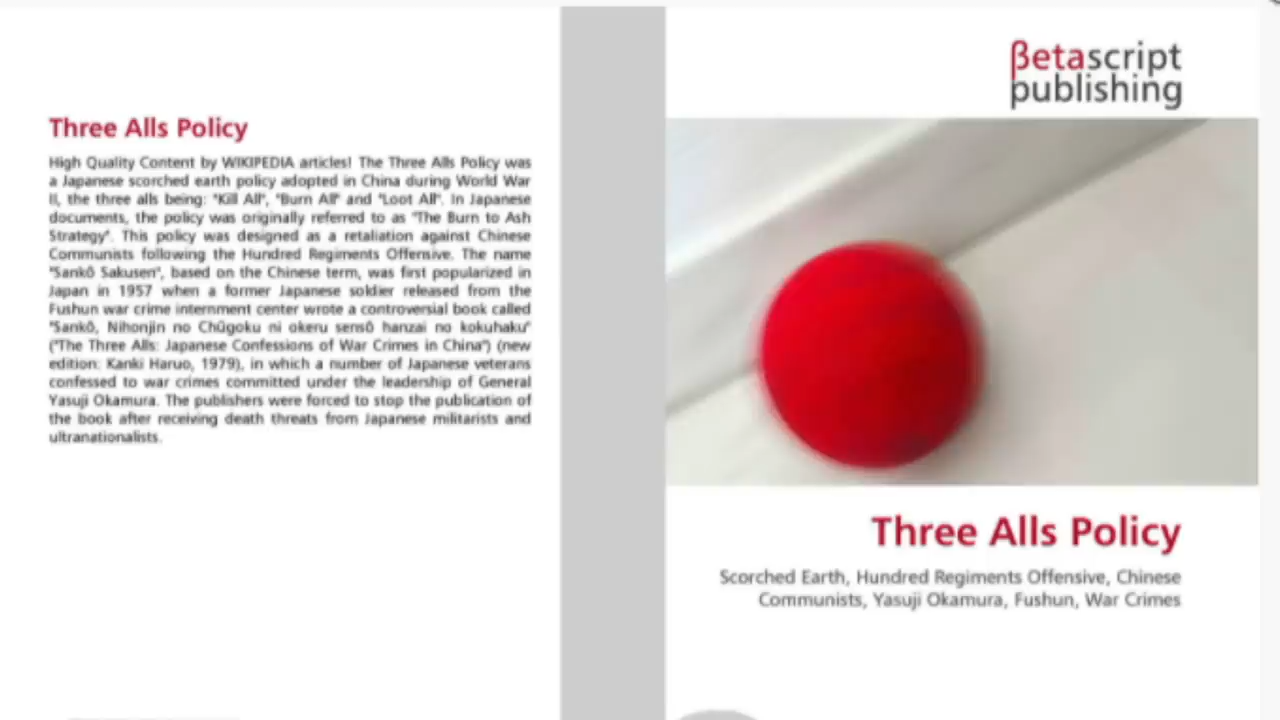 Three Alls Policy
High Quality Content by WIKIPEDIA articles! The Three Alls Policy was
a Japanese scorched earth policy adopted in China during World War
II, the three alls being: "Kill All", "Burn All" and "Loot All". In Japanese
documents, the policy was originally referred to as "The Burn to Ash
Strategy". This policy was designed as a retaliation against Chinese
Communists following the Hundred Regiments Offensive. The name
"Sankō Sakusen", based on the Chinese term, was first popularized in
Japan in 1957 when a former Japanese soldier released from the
Fushun war crime internment center wrote a controversial book called
"Sankō, Nihonjin no Chūgoku ni okeru sensō hanzai no kokuhaku"
("The Three Alls: Japanese Confessions of War Crimes in China") (new
edition: Kanki Haruo, 1979), in which a number of Japanese veterans
confessed to war crimes committed under the leadership of General
Yasuji Okamura. The publishers were forced to stop the publication of
the book after receiving death threats from Japanese militarists and
ultranationalists.
βetascript
publishing
Three Alls Policy
Scorched Earth, Hundred Regiments Offensive, Chinese
Communists, Yasuji Okamura, Fushun, War Crimes